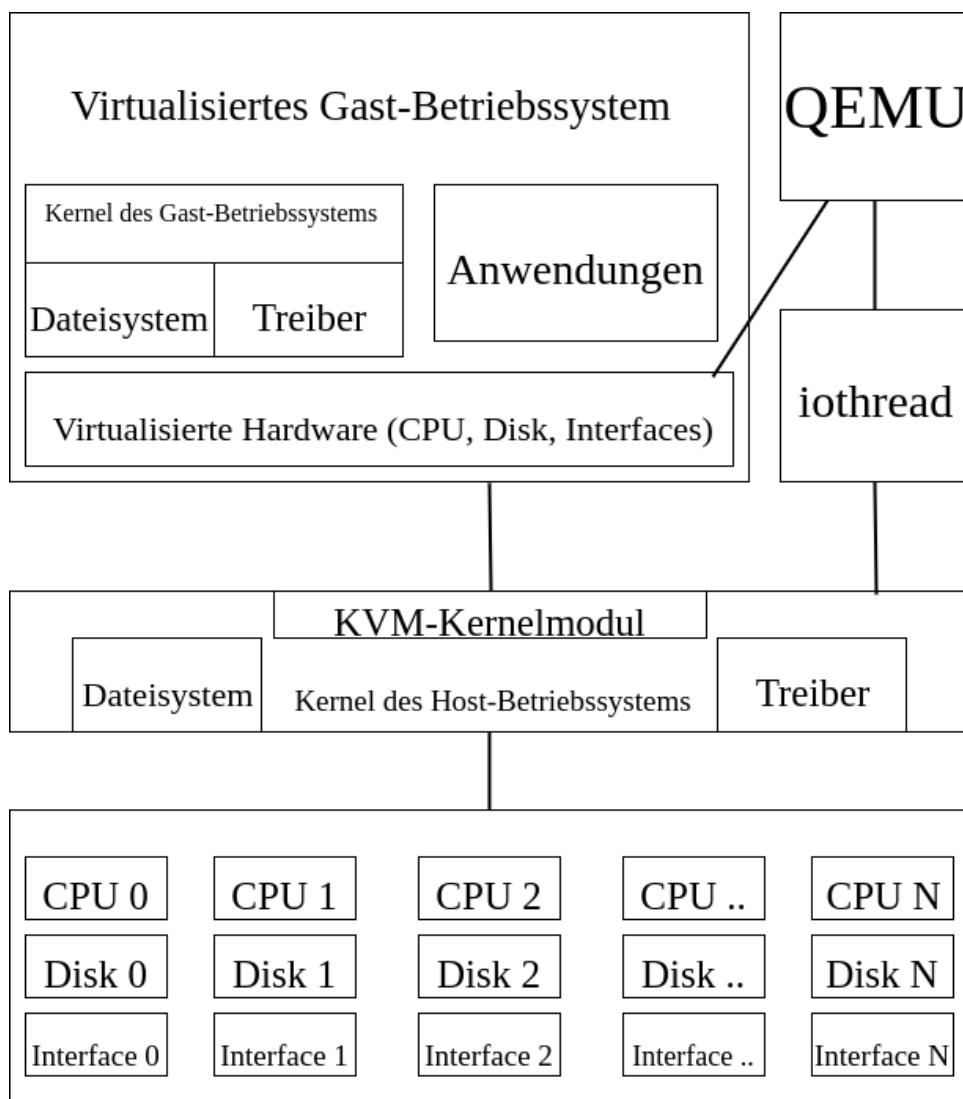 Virtualisiertes Gast-Betriebssystem
QEMU
Kernel des Gast-Betriebssystems
Dateisystem
Treiber
Anwendungen
Virtualisierte Hardware (CPU, Disk, Interfaces)
iothread
KVM-Kernelmodul
Dateisystem
Kernel des Host-Betriebssystems
Treiber
CPU 0
CPU 1
CPU 2
CPU ..
CPU N
Disk 0
Disk 1
Disk 2
Disk ..
Disk N
Interface 0
Interface 1
Interface 2
Interface ..
Interface N